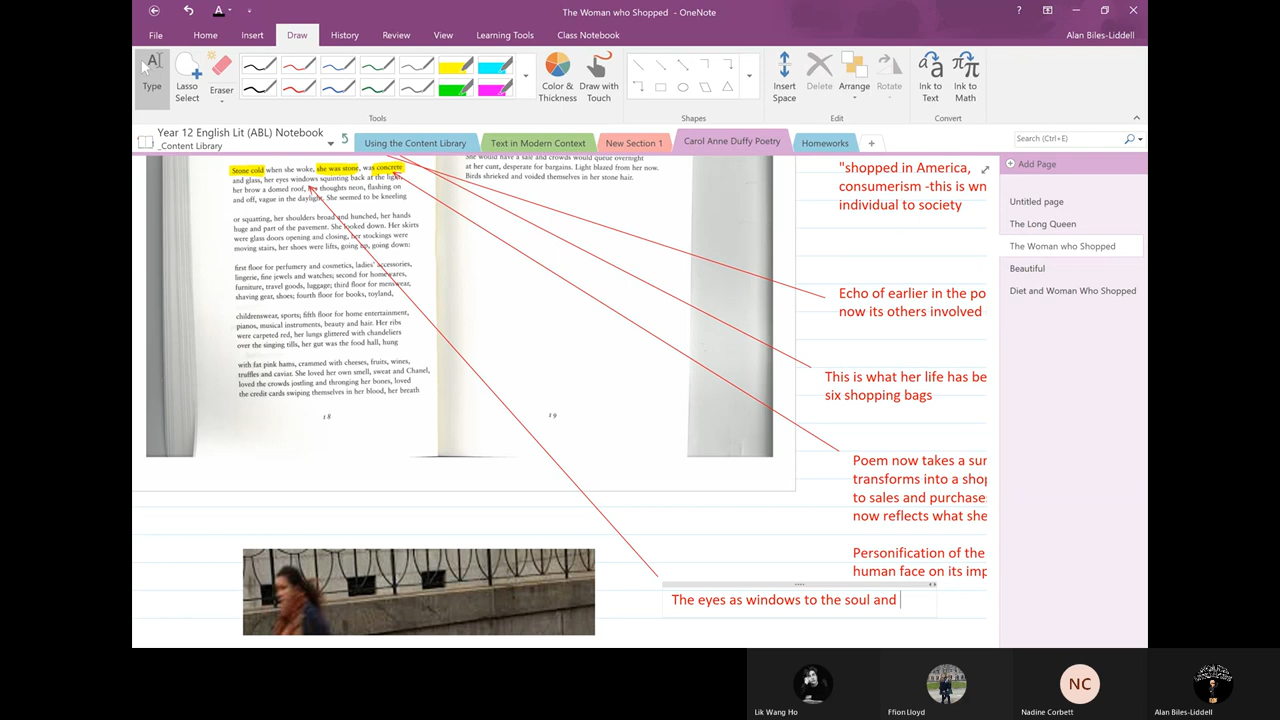 The Woman who Shopped - OneNote
File Home Insert Draw History Review View Learning Tools Class Notebook
Alan Biles-Liddell
Type
Lasso Select
Eraser
Color & Thickness
Draw with Touch
Insert Space
Delete
Arrange
Rotate
Ink to Text
Ink to Math
Tools
Shapes
Edit
Convert
Year 12 English Lit (ABL) Notebook
_Content Library
Using the Content Library
Text in Modern Context
New Section 1
Carol Anne Duffy Poetry
Homeworks
Search (Ctrl+E)
Add Page
Untitled page
The Long Queen
The Woman who Shopped
Beautiful
Diet and Woman Who Shopped
Stone cold when she woke, she was stone, was concrete
and glass, her eyes windows squinting back at the light,
her brow a domed roof, her thoughts neon, flashing on
and off, vague in the daylight. She seemed to be kneeling
or squatting, her shoulders broad and hunched, her hands
huge and part of the pavement. She looked down. Her skirts
were glass doors opening and closing, her stockings were
moving stairs, her shoes were lifts, going up, going down:
first floor for perfumery and cosmetics, ladies' accessories,
lingerie, fine jewels and watches; second for homewares,
furniture, travel goods, luggage; third floor for menswear,
shaving gear, shoes; fourth floor for books, toyland,
childrenswear, sports; fifth floor for home entertainment,
pianos, musical instruments, beauty and hair. Her ribs
were carpeted red, her lungs glittered with chandeliers
over the singing tills, her gut was the food hall, hung
with fat pink hams, crammed with cheeses, fruits, wines,
truffles and caviar. She loved her own smell, sweat and Chanel,
loved the crowds jostling and thronging her bones, loved
the credit cards swiping themselves in her blood, her breath
18
She would have a sale and crowds would queue overnight
at her cunt, desperate for bargains. Light blazed from her now.
Birds shrieked and voided themselves in her stone hair.
19
"shopped in America,
consumerism -this is wn
individual to society
Echo of earlier in the po
now its others involved
This is what her life has be
six shopping bags
Poem now takes a sur
transforms into a shop
to sales and purchase
now reflects what she
Personification of the
human face on its imp
The eyes as windows to the soul and
Lik Wang Ho
Ffion Lloyd
NC
Nadine Corbett
Alan Biles-Liddell